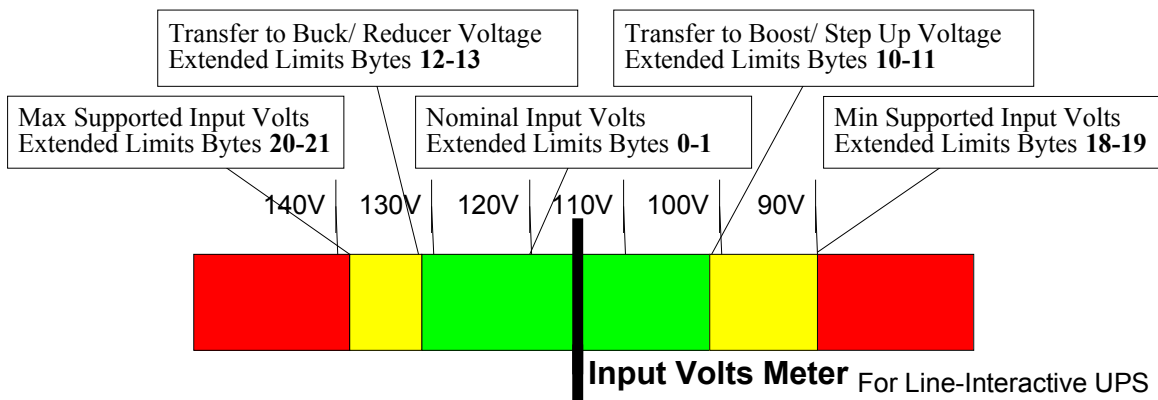 Transfer to Buck/ Reducer Voltage
Extended Limits Bytes 12-13
Transfer to Boost/ Step Up Voltage
Extended Limits Bytes 10-11
Max Supported Input Volts
Extended Limits Bytes 20-21
Nominal Input Volts
Extended Limits Bytes 0-1
Min Supported Input Volts
Extended Limits Bytes 18-19
140V 130V 120V 110V 100V 90V
Input Volts Meter For Line-Interactive UPS